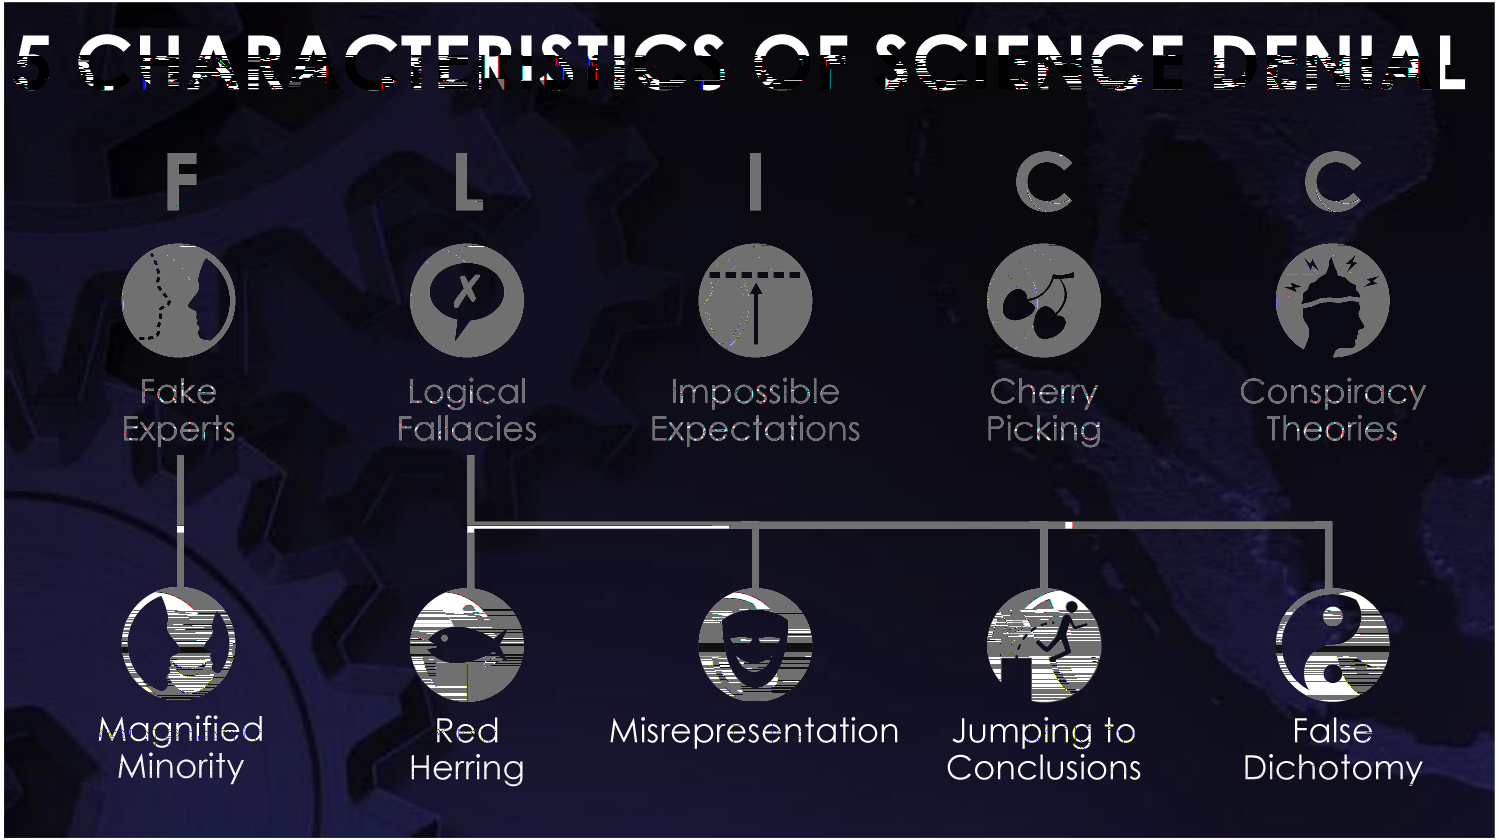 5 CHARACTERISTICS OF SCIENCE DENIAL
F L I C C
Fake Experts
Logical Fallacies
Impossible Expectations
Cherry Picking
Conspiracy Theories
Magnified Minority
Red Herring
Misrepresentation
Jumping to Conclusions
False Dichotomy